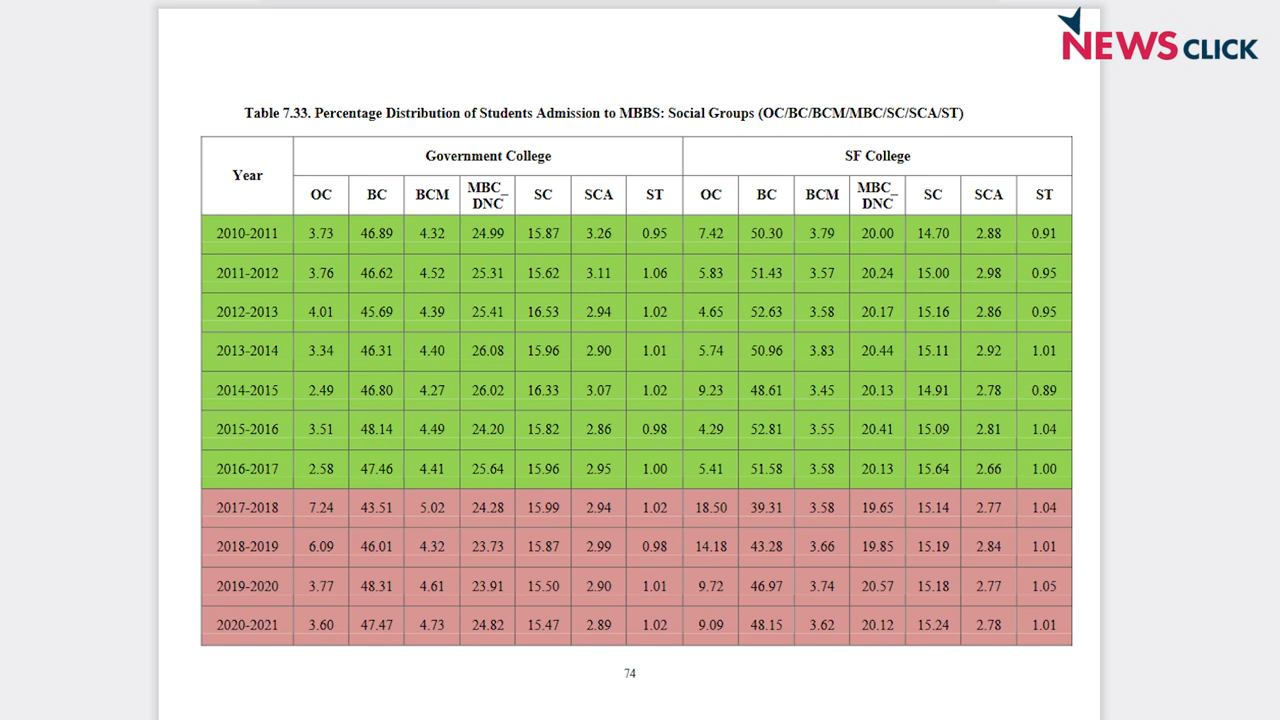 NEWS CLICK
Table 7.33. Percentage Distribution of Students Admission to MBBS: Social Groups (OC/BC/BCM/MBC/SC/SCA/ST)
Year Government College SF College
OC BC BCM MBC_DNC SC SCA ST OC BC BCM MBC_DNC SC SCA ST
2010-2011 3.73 46.89 4.32 24.99 15.87 3.26 0.95 7.42 50.30 3.79 20.00 14.70 2.88 0.91
2011-2012 3.76 46.62 4.52 25.31 15.62 3.11 1.06 5.83 51.43 3.57 20.24 15.00 2.98 0.95
2012-2013 4.01 45.69 4.39 25.41 16.53 2.94 1.02 4.65 52.63 3.58 20.17 15.16 2.86 0.95
2013-2014 3.34 46.31 4.40 26.08 15.96 2.90 1.01 5.74 50.96 3.83 20.44 15.11 2.92 1.01
2014-2015 2.49 46.80 4.27 26.02 16.33 3.07 1.02 9.23 48.61 3.45 20.13 14.91 2.78 0.89
2015-2016 3.51 48.14 4.49 24.20 15.82 2.86 0.98 4.29 52.81 3.55 20.41 15.09 2.81 1.04
2016-2017 2.58 47.46 4.41 25.64 15.96 2.95 1.00 5.41 51.58 3.58 20.13 15.64 2.66 1.00
2017-2018 7.24 43.51 5.02 24.28 15.99 2.94 1.02 18.50 39.31 3.58 19.65 15.14 2.77 1.04
2018-2019 6.09 46.01 4.32 23.73 15.87 2.99 0.98 14.18 43.28 3.66 19.85 15.19 2.84 1.01
2019-2020 3.77 48.31 4.61 23.91 15.50 2.90 1.01 9.72 46.97 3.74 20.57 15.18 2.77 1.05
2020-2021 3.60 47.47 4.73 24.82 15.47 2.89 1.02 9.09 48.15 3.62 20.12 15.24 2.78 1.01
74